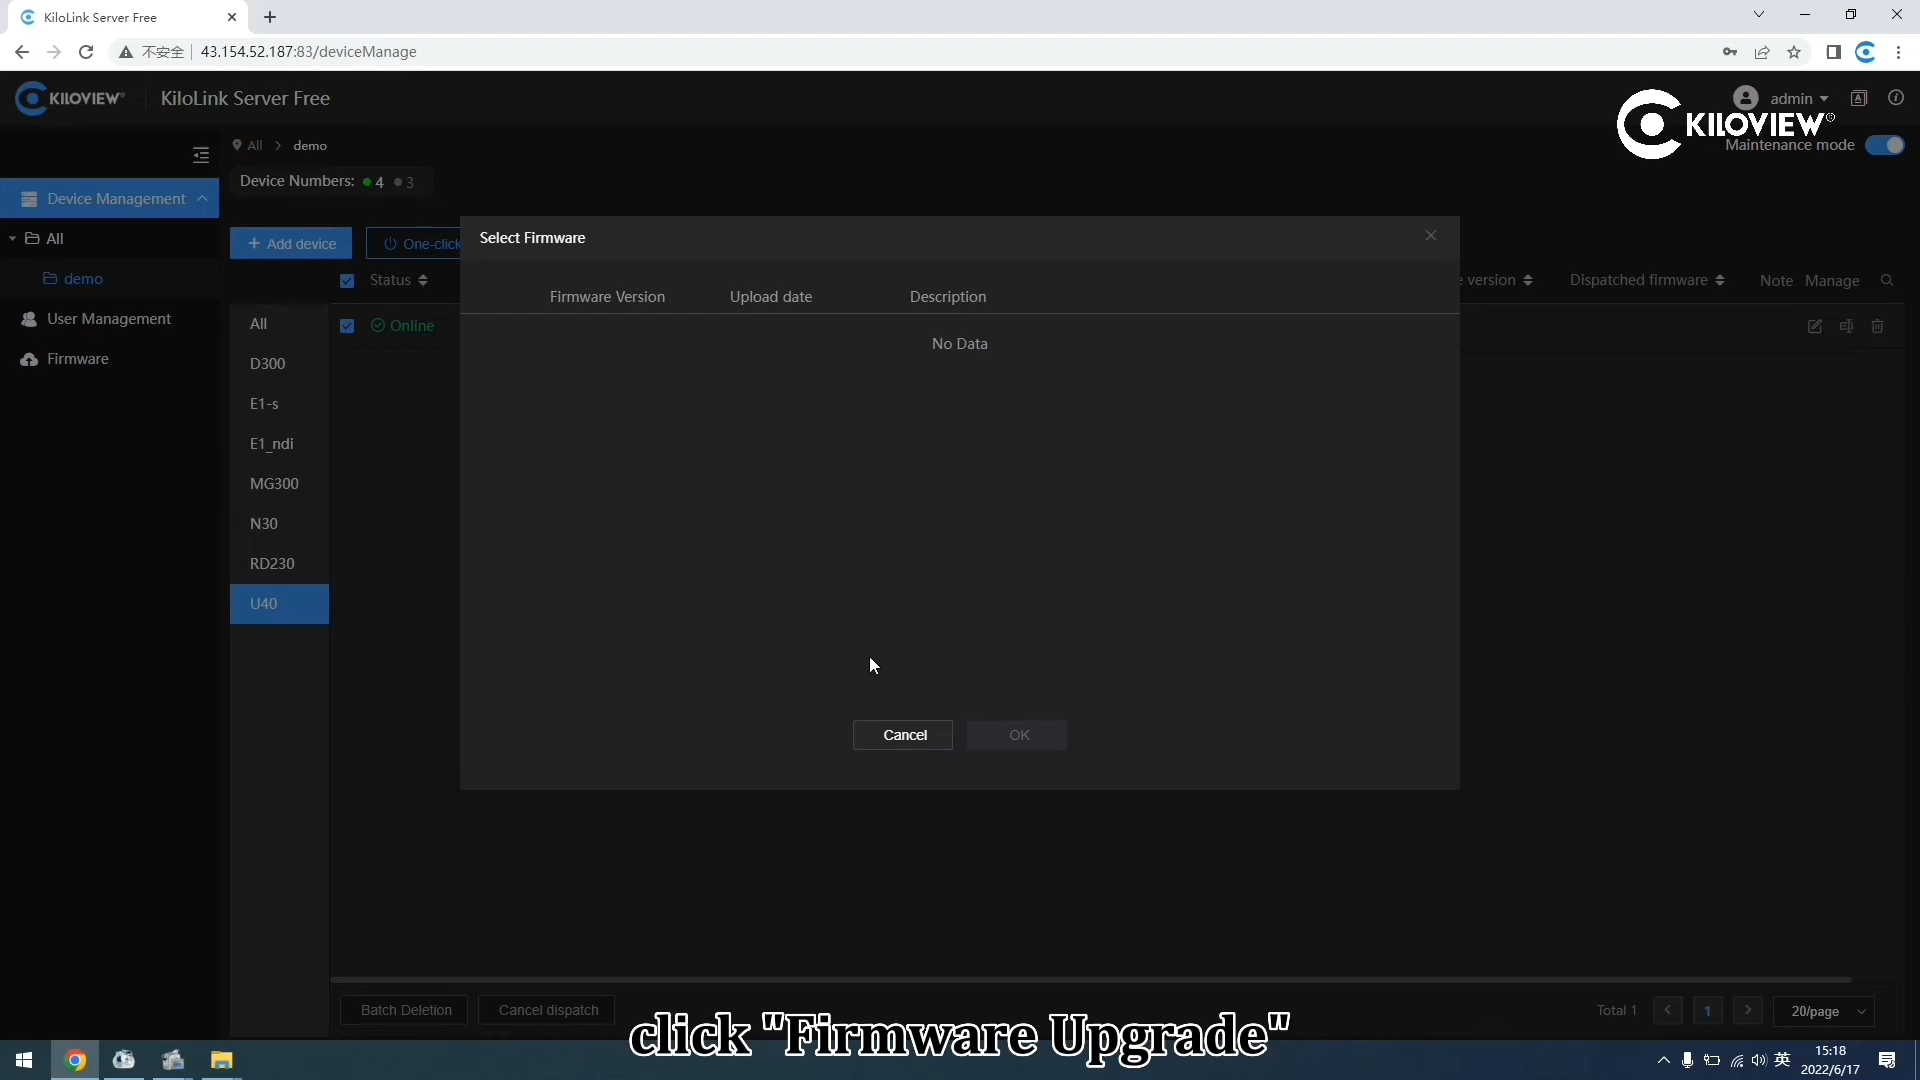 KiloLink Server Free
不安全 43.154.52.187:83/deviceManage
KILOVIEW® KiloLink Server Free
admin
KILOVIEW®
All > demo
Maintenance mode
Device Numbers: 4 3
Device Management
All
demo
User Management
Firmware
+ Add device
One-click
Status
e version
Dispatched firmware
Note
Manage
Online
All
D300
E1-s
E1_ndi
MG300
N30
RD230
U40
Select Firmware
Firmware Version Upload date Description
No Data
Cancel OK
Batch Deletion Cancel dispatch
Total 1 < 1 > 20/page
click "Firmware Upgrade"
英
15:18
2022/6/17